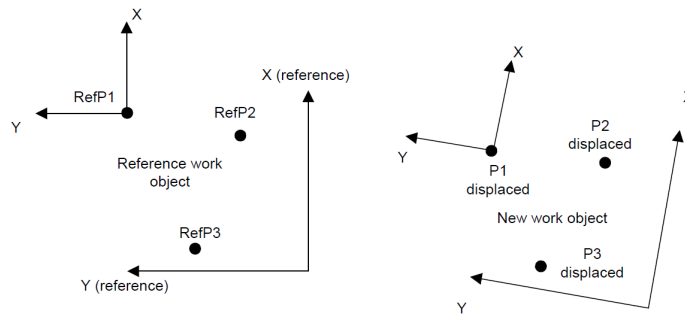 X
RefP1
Y
X (reference)
RefP2
Reference work
object
RefP3
Y (reference)
X
Y
P1
displaced
P2
displaced
X
New work object
P3
displaced
Y